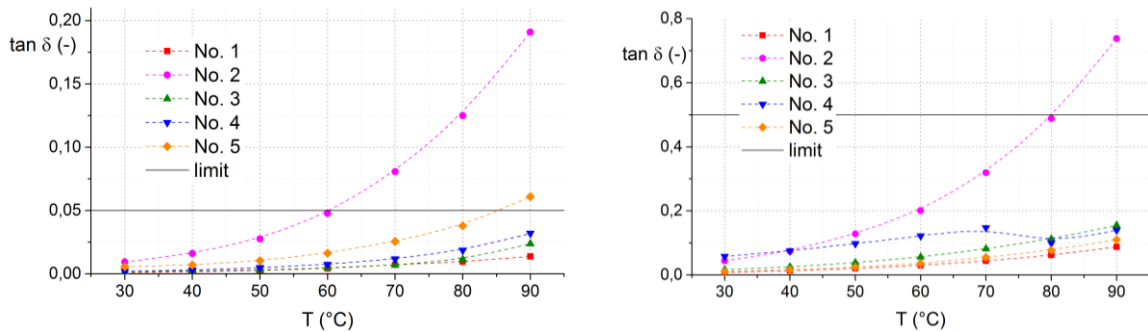 0,20
tan δ (-)
0,15
0,10
0,05
0,00
No. 1
No. 2
No. 3
No. 4
No. 5
limit
30 40 50 60 70 80 90
T (°C)
0,8
tan δ (-)
0,6
0,4
0,2
0,0
No. 1
No. 2
No. 3
No. 4
No. 5
limit
30 40 50 60 70 80 90
T (°C)